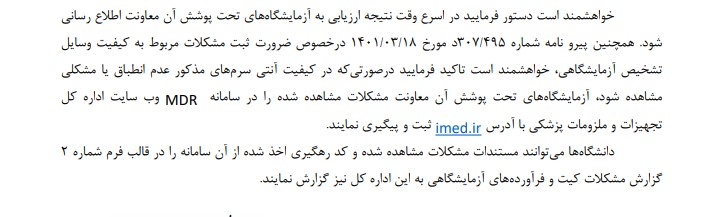 خواهشمند است دستور فرمایید در اسرع وقت نتیجه ارزیابی به آزمایشگاه‌های تحت پوشش آن معاونت اطلاع رسانی
شود. همچنین پیرو نامه شماره ۳۰۷/۴۹۵د مورخ ۱۴۰۱/۰۳/۱۸ درخصوص ضرورت ثبت مشکلات مربوط به کیفیت وسایل
تشخیص آزمایشگاهی، خواهشمند است تاکید فرمایید درصورتی‌که در کیفیت آنتی سرم‌های مذکور عدم انطباق یا مشکلی
مشاهده شود، آزمایشگاه‌های تحت پوشش آن معاونت مشکلات مشاهده شده را در سامانه MDR وب سایت اداره کل
تجهیزات و ملزومات پزشکی با آدرس imed.ir ثبت و پیگیری نمایند.
دانشگاه‌ها می‌توانند مستندات مشکلات مشاهده شده و کد رهگیری اخذ شده از آن سامانه را در قالب فرم شماره ۲
گزارش مشکلات کیت و فرآورده‌های آزمایشگاهی به این اداره کل نیز گزارش نمایند.